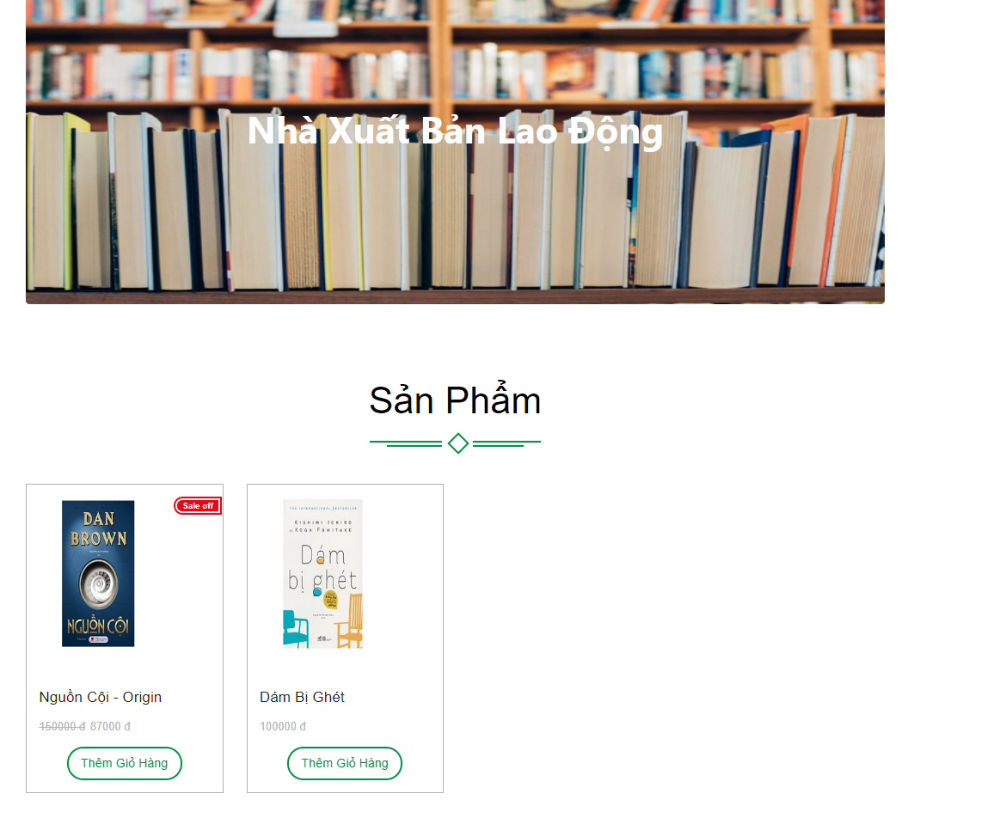 Nhà Xuất Bản Lao Động
Sản Phẩm
Sale off
DAN
BROWN
NGUỒN CỘI
THE INTERNATIONAL BESTSELLER
KISHIMI ICHIRO
KOGA FUMITAKE
Dám
bị ghét
Nguồn Cội - Origin
150000 đ 87000 đ
Thêm Giỏ Hàng
Dám Bị Ghét
100000 đ
Thêm Giỏ Hàng